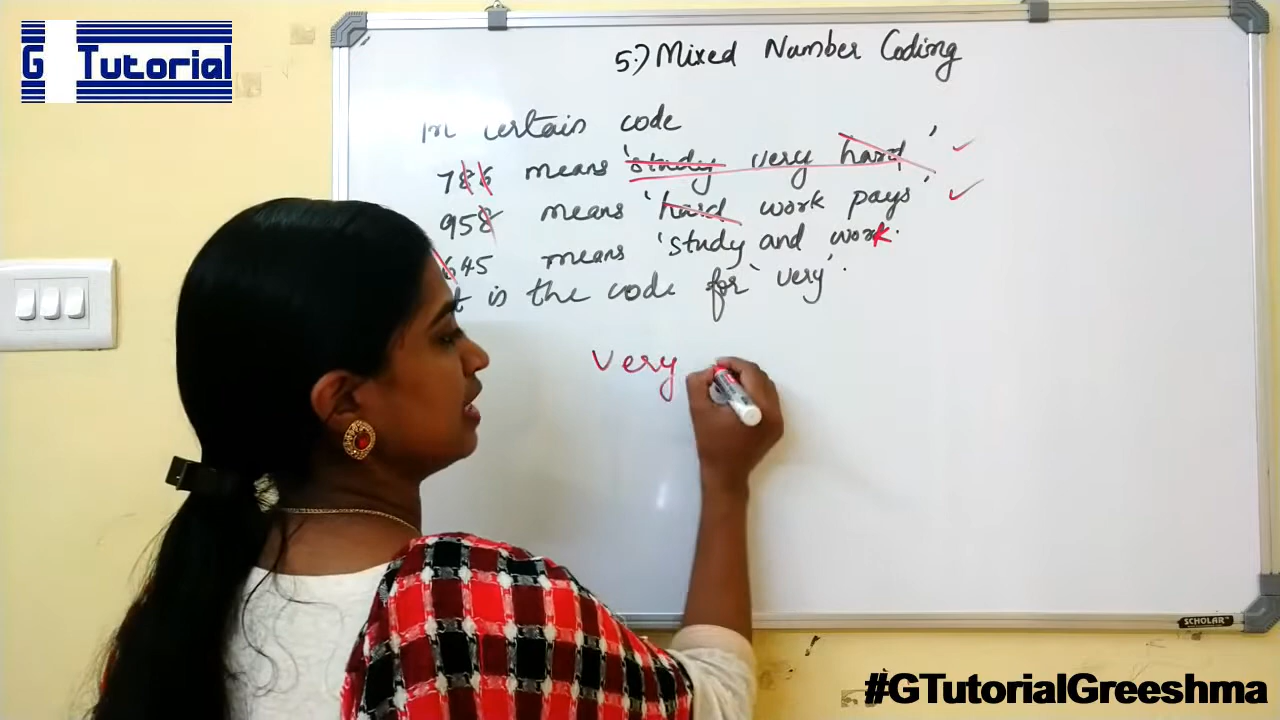 G Tutorial
5.) Mixed Number Coding
In certain code
786 means 'study very hard'
958 means 'hard work pays'
645 means 'study and work.
is the code for 'very'.
very
SCHOLAR
#GTutorialGreeshma